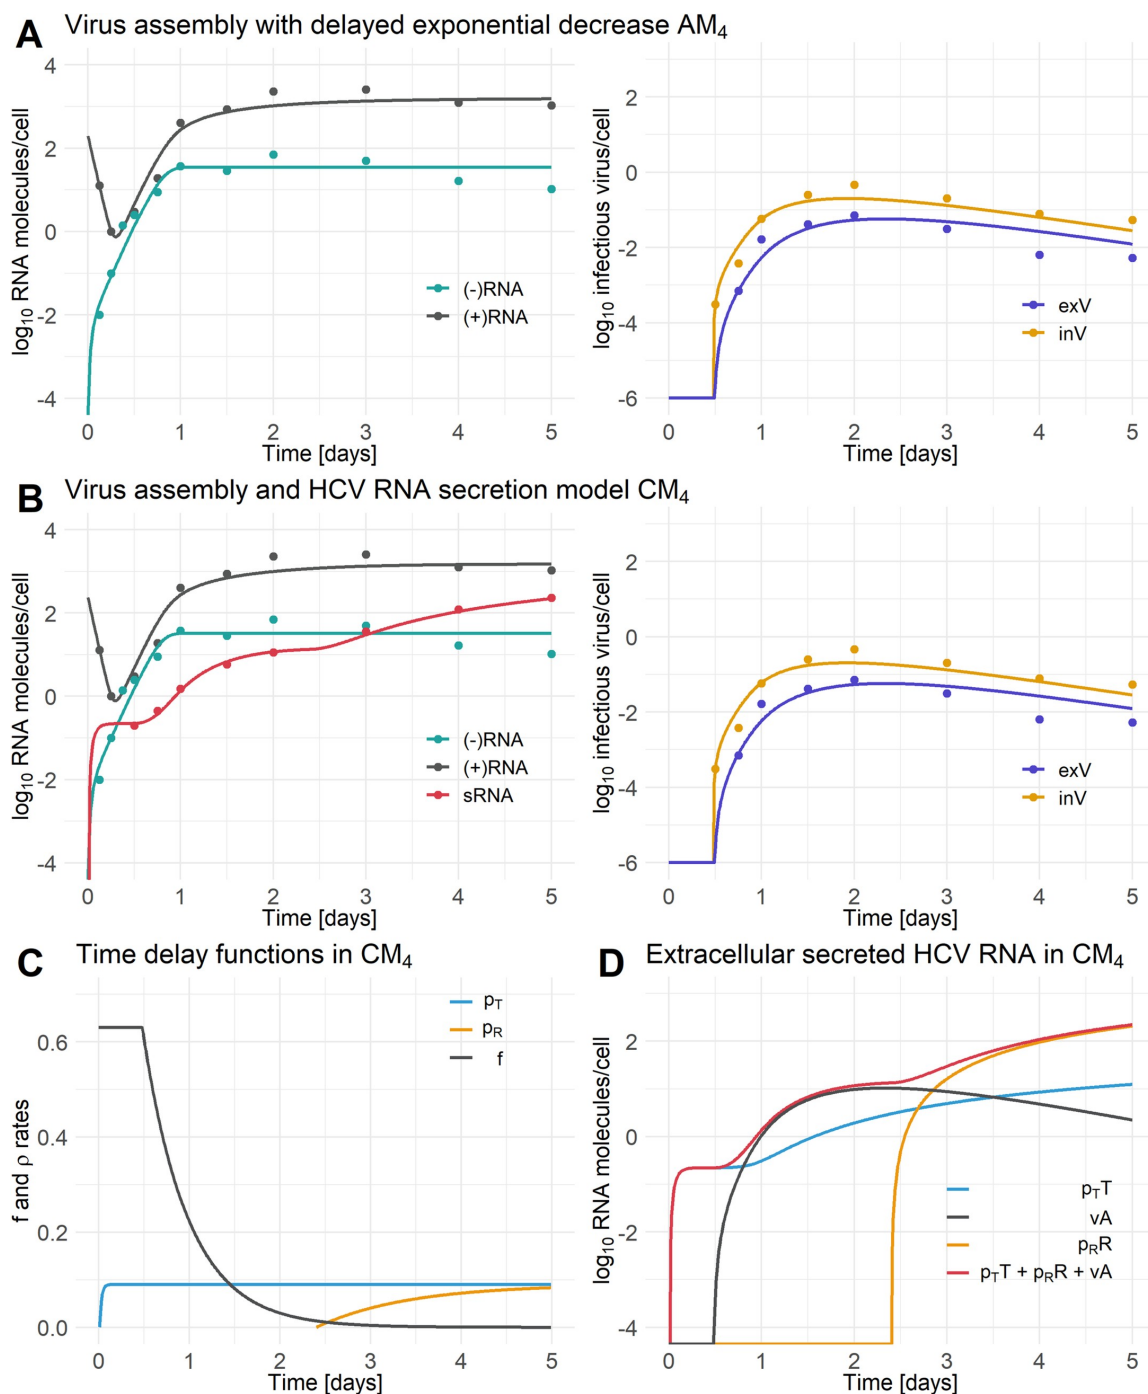 A Virus assembly with delayed exponential decrease AM₄
log₁₀ RNA molecules/cell
4
2
0
-2
-4
(-)RNA
(+)RNA
0 1 2 3 4 5
Time [days]
log₁₀ infectious virus/cell
2
0
-2
-4
-6
exV
inV
0 1 2 3 4 5
Time [days]
B Virus assembly and HCV RNA secretion model CM₄
log₁₀ RNA molecules/cell
4
2
0
-2
-4
(-)RNA
(+)RNA
sRNA
0 1 2 3 4 5
Time [days]
log₁₀ infectious virus/cell
2
0
-2
-4
-6
exV
inV
0 1 2 3 4 5
Time [days]
C Time delay functions in CM₄
f and ρ rates
0.6
0.4
0.2
0.0
p_T
p_R
f
0 1 2 3 4 5
Time [days]
D Extracellular secreted HCV RNA in CM₄
log₁₀ RNA molecules/cell
2
0
-2
-4
p_TT
vA
p_RR
p_TT + p_RR + vA
0 1 2 3 4 5
Time [days]